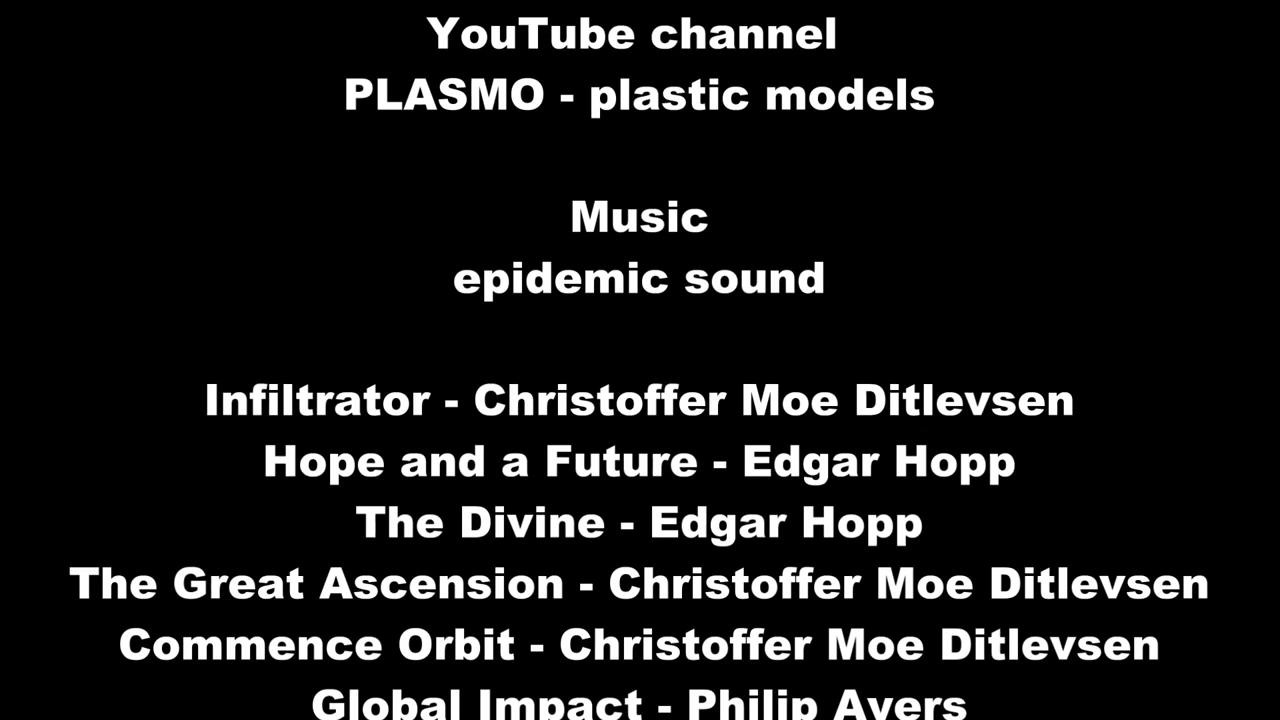 YouTube channel
PLASMO - plastic models
Music
epidemic sound
Infiltrator - Christoffer Moe Ditlevsen
Hope and a Future - Edgar Hopp
The Divine - Edgar Hopp
The Great Ascension - Christoffer Moe Ditlevsen
Commence Orbit - Christoffer Moe Ditlevsen
Global Impact - Philip Ayers